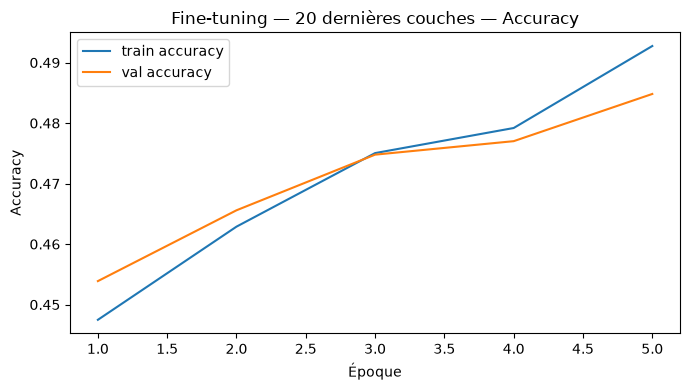 Fine-tuning — 20 dernières couches — Accuracy
train accuracy
val accuracy
Accuracy
0.49
0.48
0.47
0.46
0.45
1.0 1.5 2.0 2.5 3.0 3.5 4.0 4.5 5.0
Époque